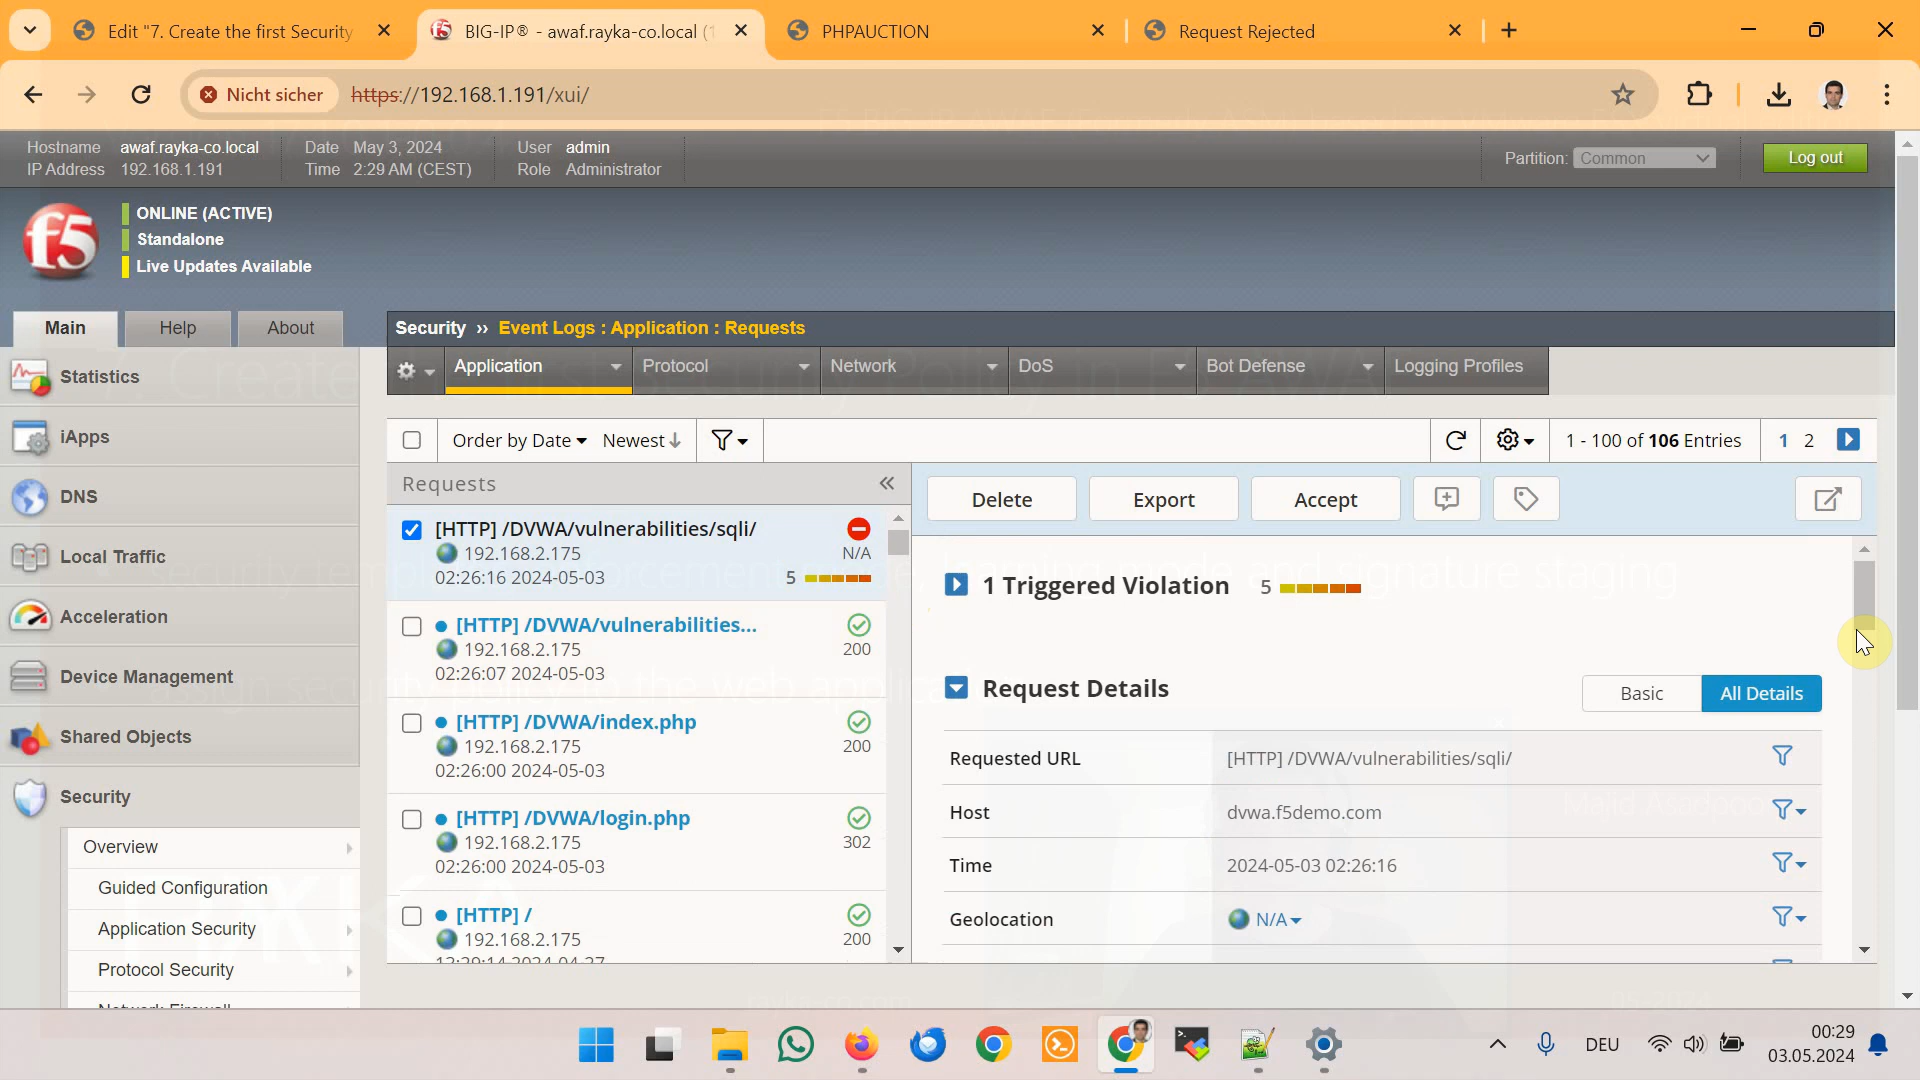 Edit "7. Create the first Security
BIG-IP® - awaf.rayka-co.local (1
PHPAUCTION
Request Rejected
Nicht sicher
https://192.168.1.191/xui/
Hostname awaf.rayka-co.local
IP Address 192.168.1.191
Date May 3, 2024
Time 2:29 AM (CEST)
User admin
Role Administrator
Partition: Common
Log out
f5
ONLINE (ACTIVE)
Standalone
Live Updates Available
Main
Help
About
Security ›› Event Logs : Application : Requests
Application
Protocol
Network
DoS
Bot Defense
Logging Profiles
Statistics
iApps
DNS
Local Traffic
Acceleration
Device Management
Shared Objects
Security
Overview
Guided Configuration
Application Security
Protocol Security
Network Firewall
Order by Date
Newest
1 - 100 of 106 Entries
1 2
Requests
[HTTP] /DVWA/vulnerabilities/sqli/
192.168.2.175
N/A
02:26:16 2024-05-03
5
[HTTP] /DVWA/vulnerabilities...
192.168.2.175
200
02:26:07 2024-05-03
[HTTP] /DVWA/index.php
192.168.2.175
200
02:26:00 2024-05-03
[HTTP] /DVWA/login.php
192.168.2.175
302
02:26:00 2024-05-03
[HTTP] /
192.168.2.175
200
13:29:14 2024-04-27
Delete
Export
Accept
1 Triggered Violation 5
Request Details
Basic
All Details
Requested URL [HTTP] /DVWA/vulnerabilities/sqli/
Host dvwa.f5demo.com
Time 2024-05-03 02:26:16
Geolocation N/A
DEU
00:29
03.05.2024